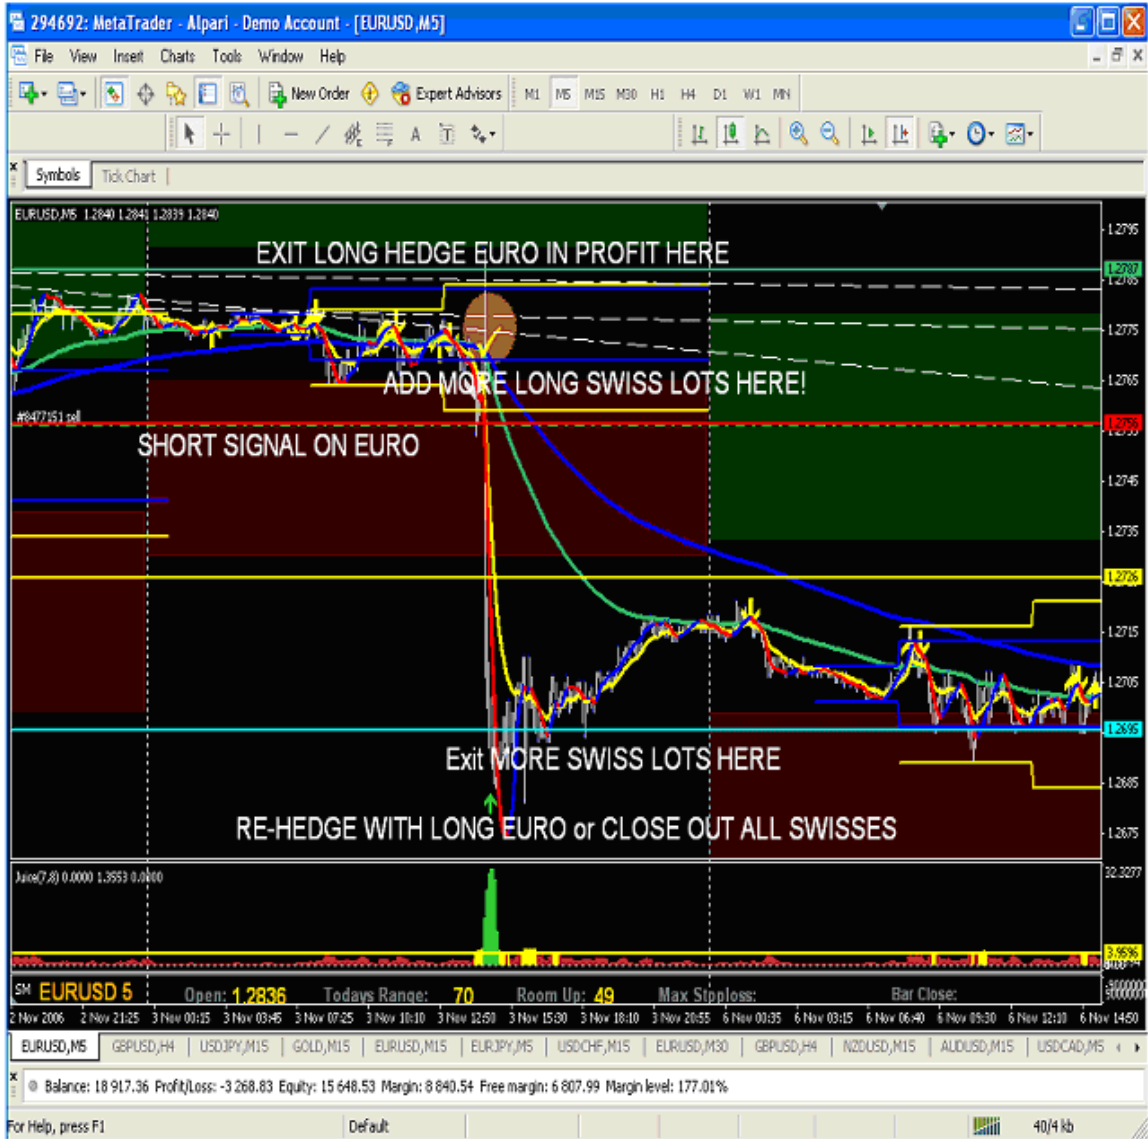 294692: MetaTrader - Alpari - Demo Account - [EURUSD,M5]
File View Insert Charts Tools Window Help
New Order Expert Advisors M1 M5 M15 M30 H1 H4 D1 W1 MN
A T
Symbols Tick Chart
EURUSD,M5 1.2840 1.2841 1.2839 1.2840
1.2795
EXIT LONG HEDGE EURO IN PROFIT HERE
1.2787
1.2785
1.2775
ADD MORE LONG SWISS LOTS HERE!
1.2765
#8477151 sell
1.2756
1.2755
SHORT SIGNAL ON EURO
1.2745
1.2735
1.2726
1.2715
1.2705
1.2695
Exit MORE SWISS LOTS HERE
1.2685
RE-HEDGE WITH LONG EURO or CLOSE OUT ALL SWISSES
1.2675
Juice(7,8) 0.0000 1.3553 0.0000
32.3277
3.9596
SM EURUSD 5 Open: 1.2836 Todays Range: 70 Room Up: 49 Max Stoploss: Bar Close:
2 Nov 2006 2 Nov 21:25 3 Nov 00:15 3 Nov 03:45 3 Nov 07:25 3 Nov 10:10 3 Nov 12:50 3 Nov 15:30 3 Nov 18:10 3 Nov 20:55 6 Nov 00:35 6 Nov 03:15 6 Nov 06:40 6 Nov 09:30 6 Nov 12:10 6 Nov 14:50
EURUSD,M5 GBPUSD,H4 USDJPY,M15 GOLD,M15 EURUSD,M15 EURJPY,M5 USDCHF,M15 EURUSD,M30 GBPUSD,H4 NZDUSD,M15 AUDUSD,M15 USDCAD,M5
Balance: 18 917.36 Profit/Loss: -3 268.83 Equity: 15 648.53 Margin: 8 840.54 Free margin: 6 807.99 Margin level: 177.01%
For Help, press F1 Default 40/4 kb